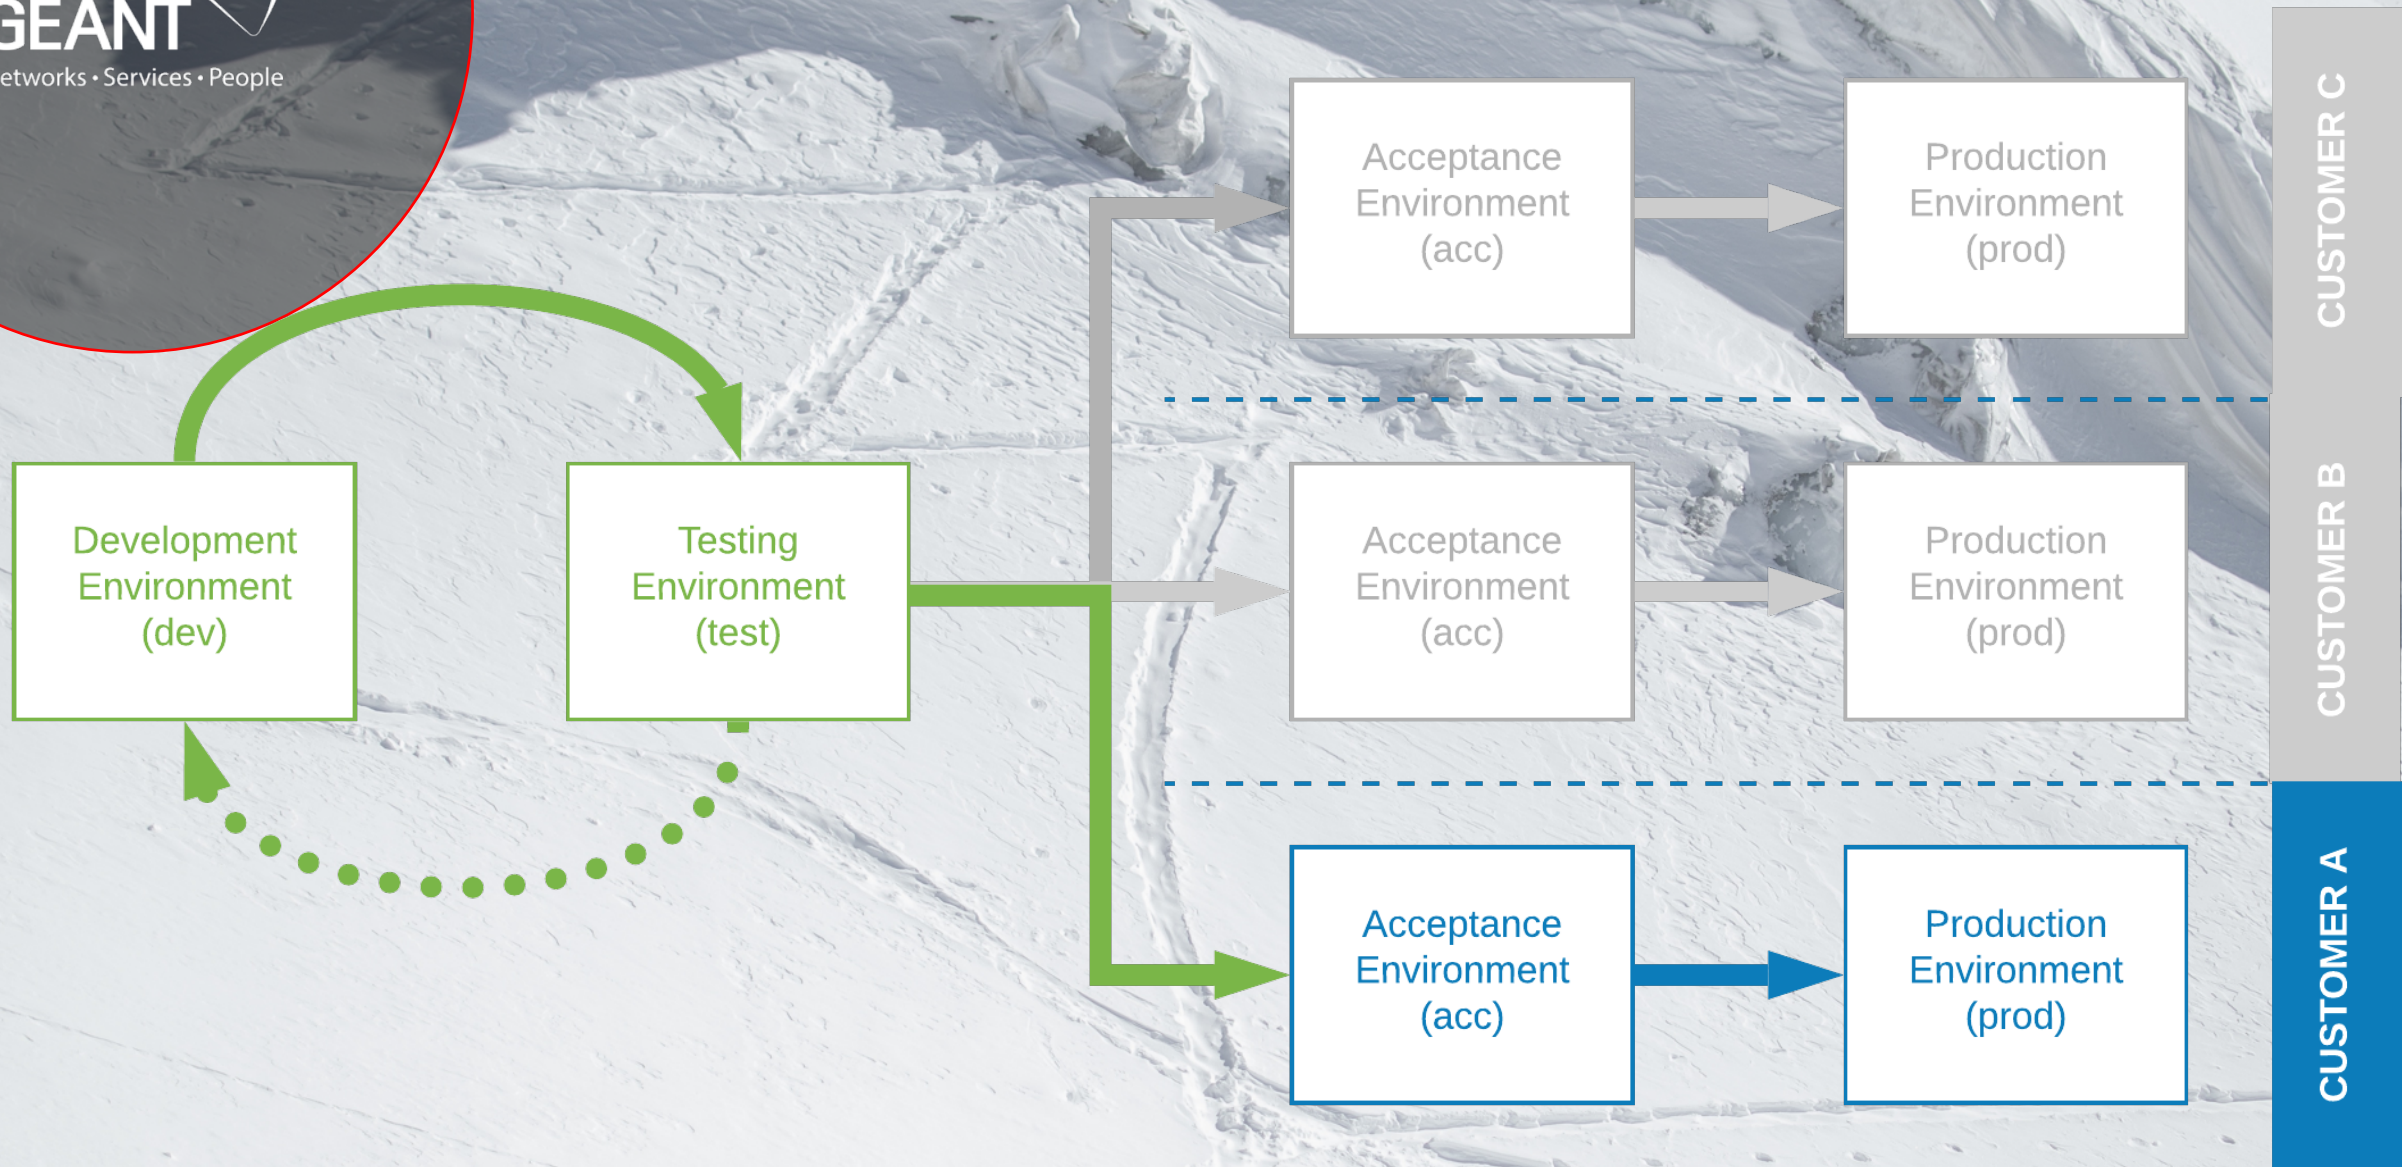 GEANT
etworks • Services • People
Acceptance
Environment
(acc)
Production
Environment
(prod)
CUSTOMER C
Development
Environment
(dev)
Testing
Environment
(test)
Acceptance
Environment
(acc)
Production
Environment
(prod)
CUSTOMER B
Acceptance
Environment
(acc)
Production
Environment
(prod)
CUSTOMER A